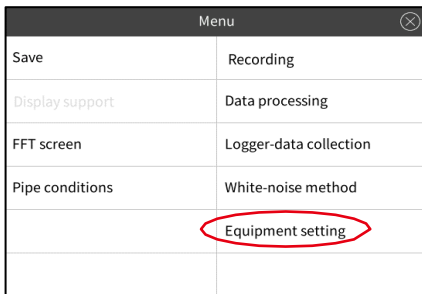 Menu
Save
Recording
Display support
Data processing
FFT screen
Logger-data collection
Pipe conditions
White-noise method
Equipment setting